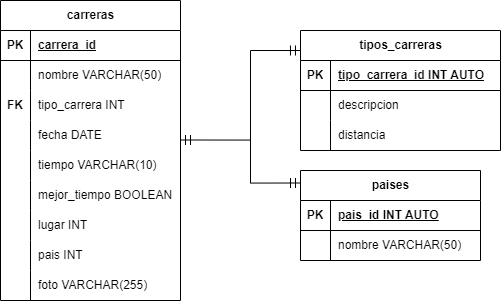 carreras
PK carrera_id
nombre VARCHAR(50)
FK tipo_carrera INT
fecha DATE
tiempo VARCHAR(10)
mejor_tiempo BOOLEAN
lugar INT
pais INT
foto VARCHAR(255)
tipos_carreras
PK tipo_carrera_id INT AUTO
descripcion
distancia
paises
PK pais_id INT AUTO
nombre VARCHAR(50)